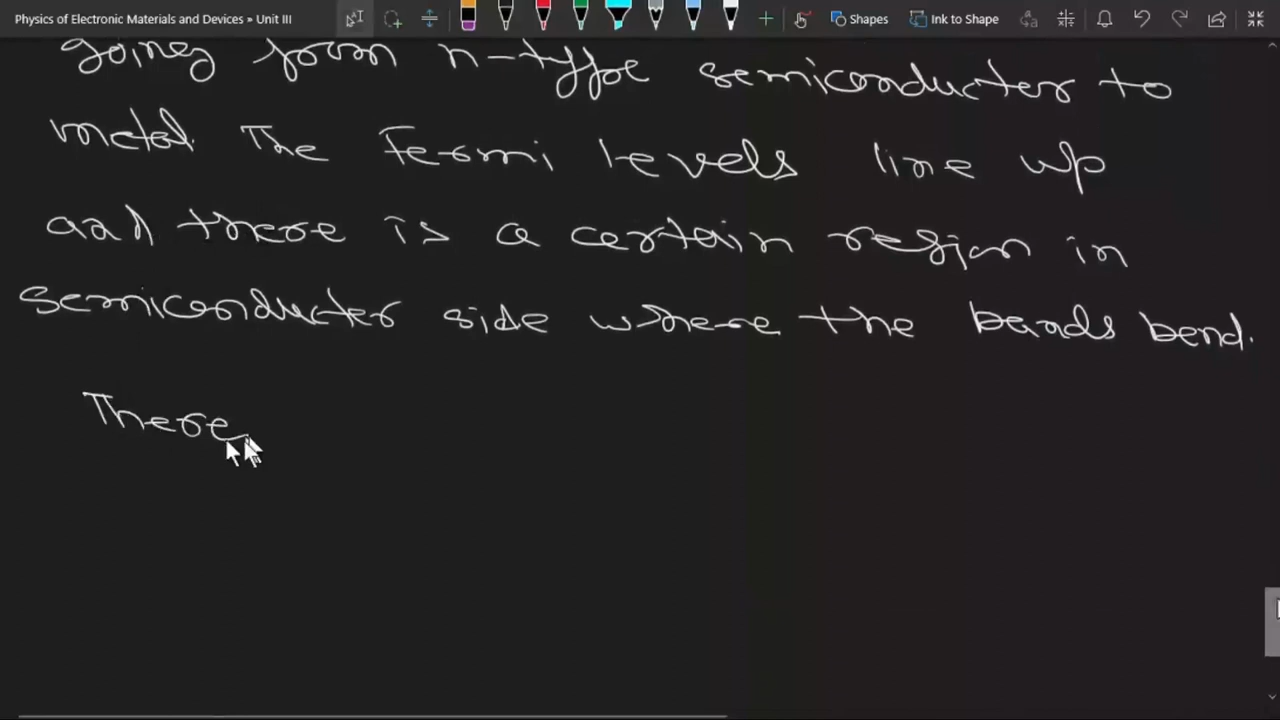 Physics of Electronic Materials and Devices » Unit III
Shapes
Ink to Shape
going from n-type semiconductor to
metal. The Fermi levels line up
and there is a certain region in
semiconductor side where the bands bend.
There